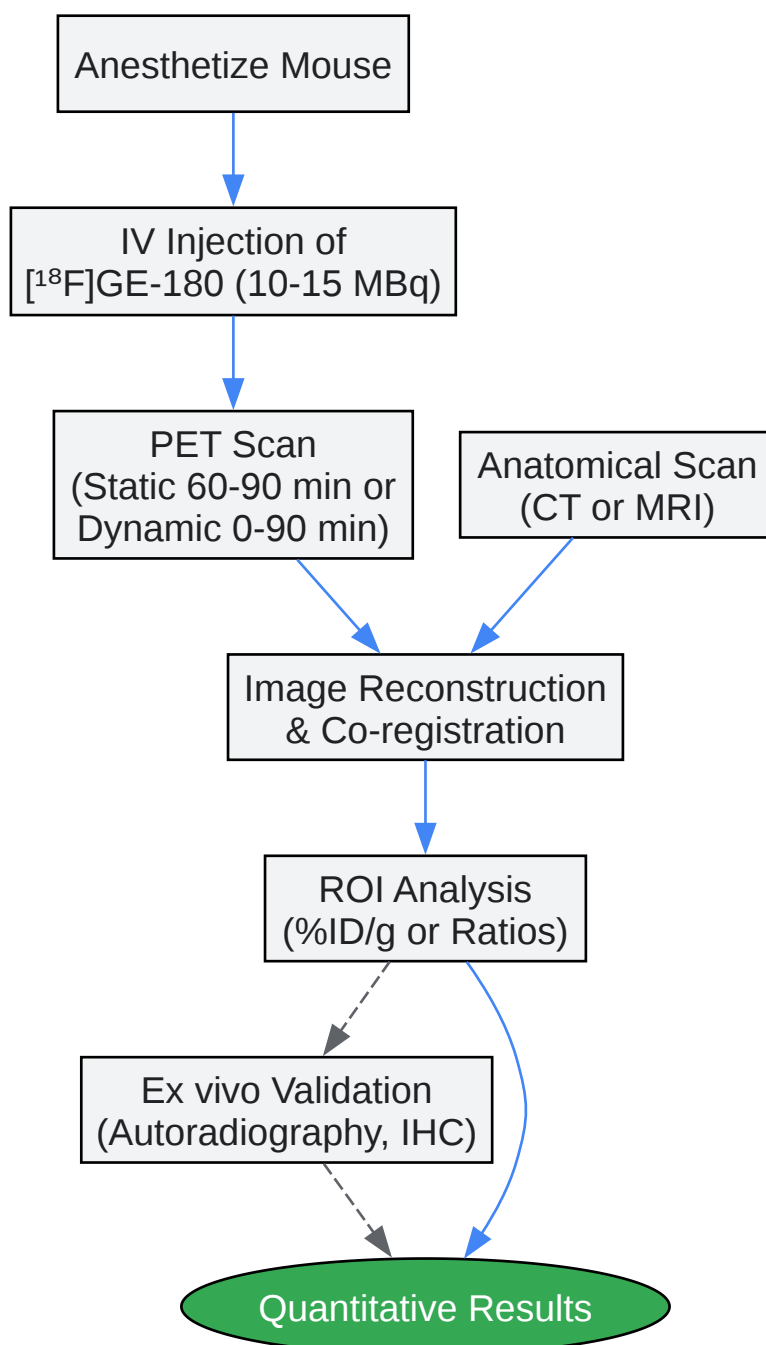 Anesthetize Mouse
IV Injection of
[¹⁸F]GE-180 (10-15 MBq)
PET Scan
(Static 60-90 min or
Dynamic 0-90 min)
Anatomical Scan
(CT or MRI)
Image Reconstruction
& Co-registration
ROI Analysis
(%ID/g or Ratios)
Ex vivo Validation
(Autoradiography, IHC)
Quantitative Results